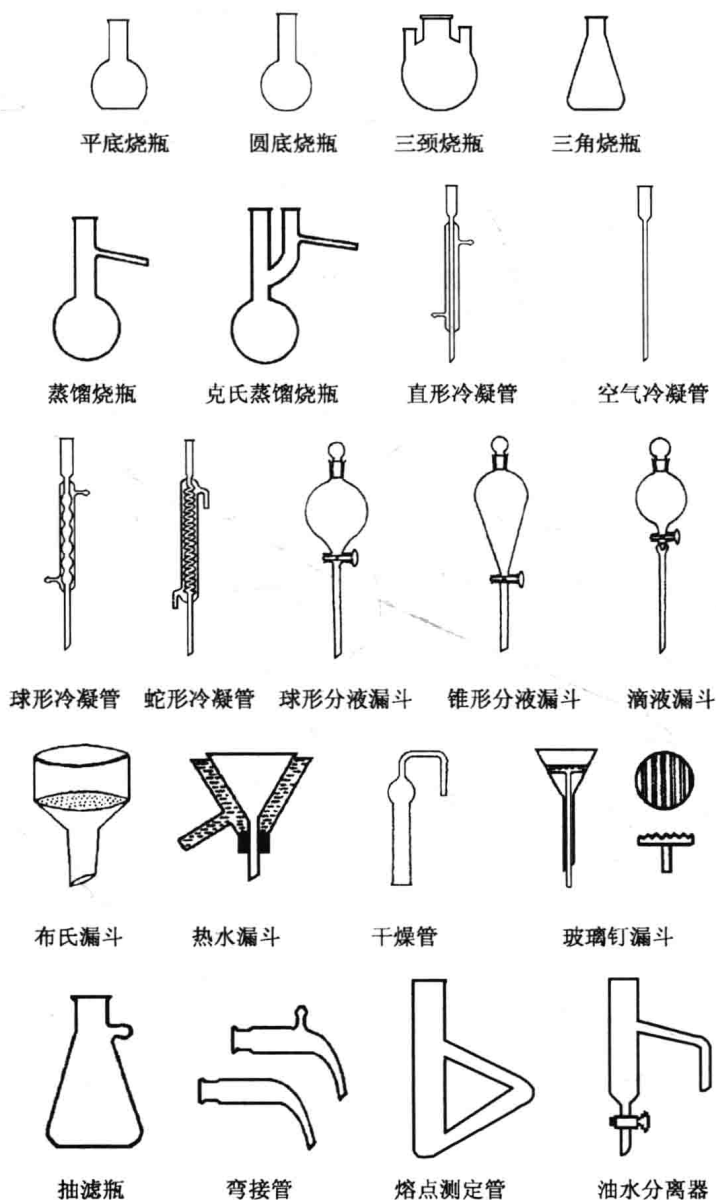 平底烧瓶 圆底烧瓶 三颈烧瓶 三角烧瓶
蒸馏烧瓶 克氏蒸馏烧瓶 直形冷凝管 空气冷凝管
球形冷凝管 蛇形冷凝管 球形分液漏斗 锥形分液漏斗 滴液漏斗
布氏漏斗 热水漏斗 干燥管 玻璃钉漏斗
抽滤瓶 弯接管 熔点测定管 油水分离器